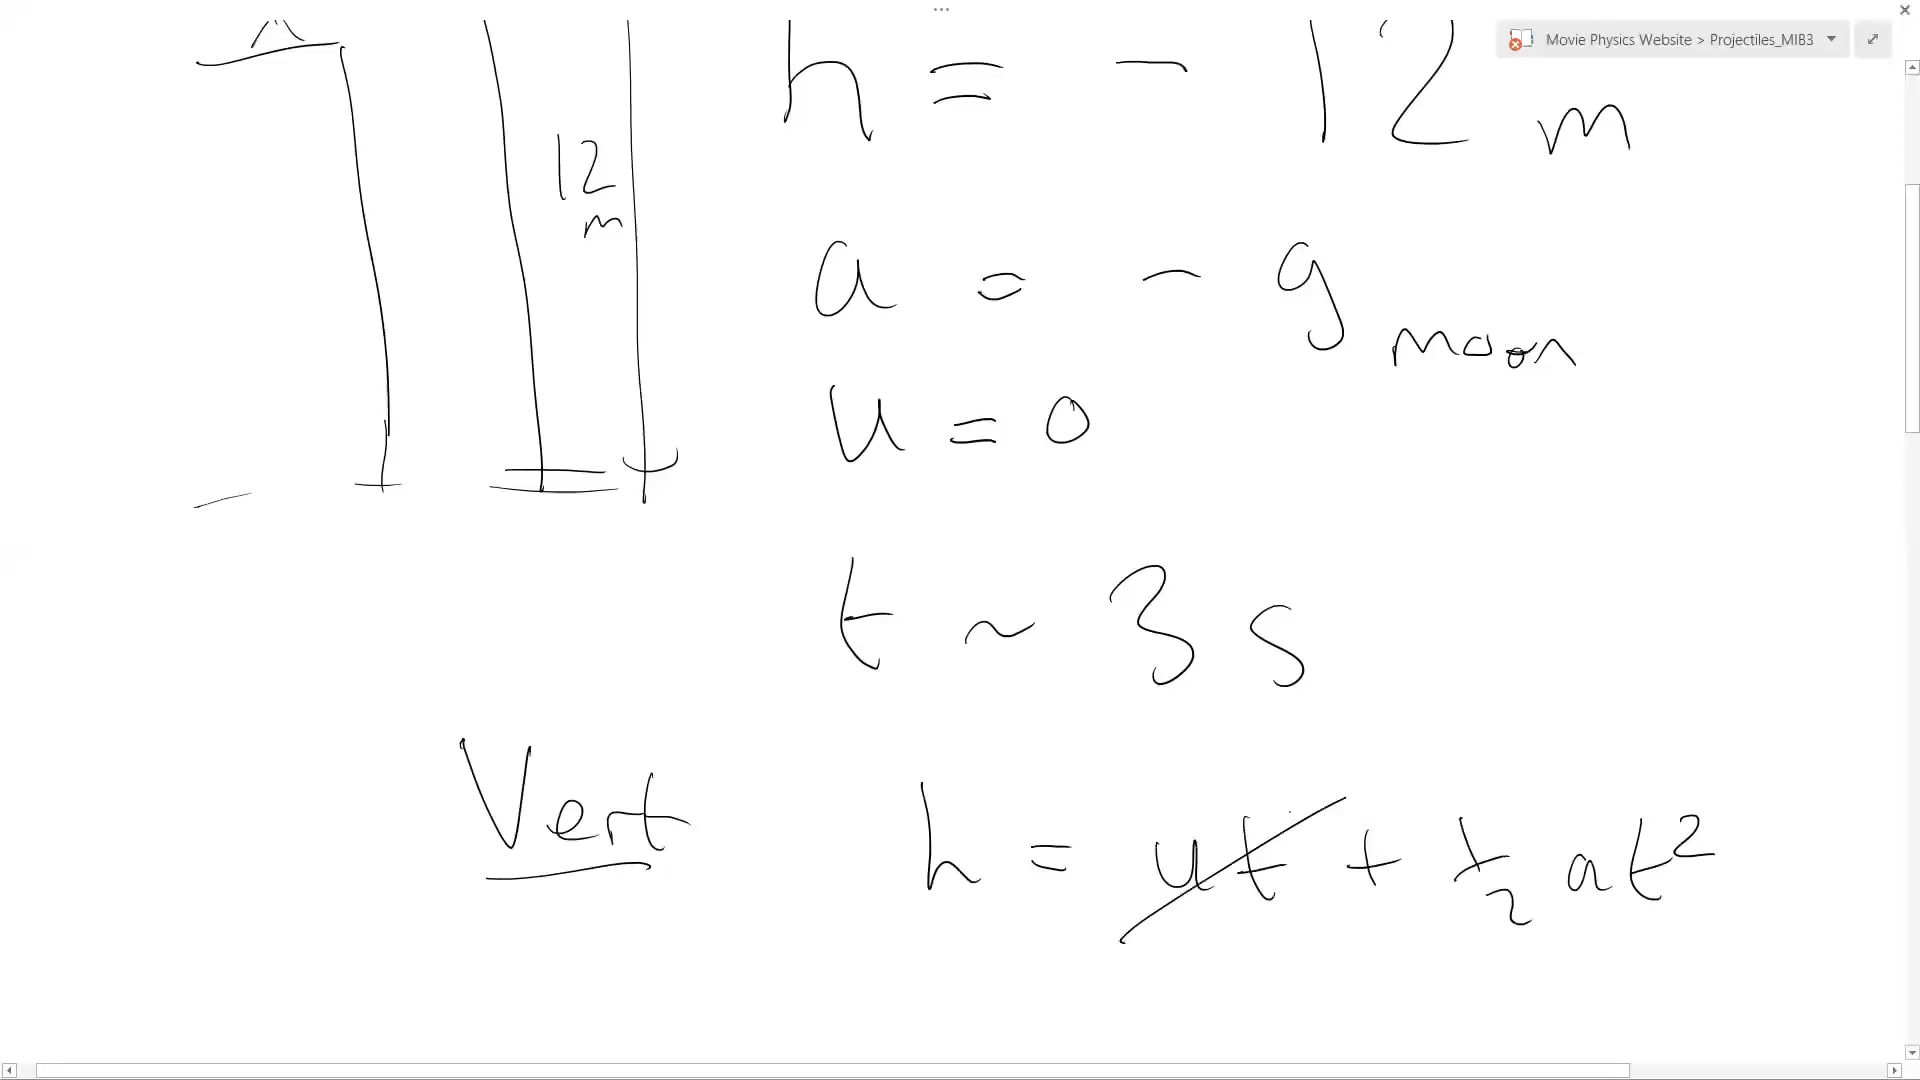 Movie Physics Website > Projectiles_MIB3
h = - 12 m
12
m
a = - g moon
u = 0
t ~ 3 s
Vert h = ut + 1/2 at²